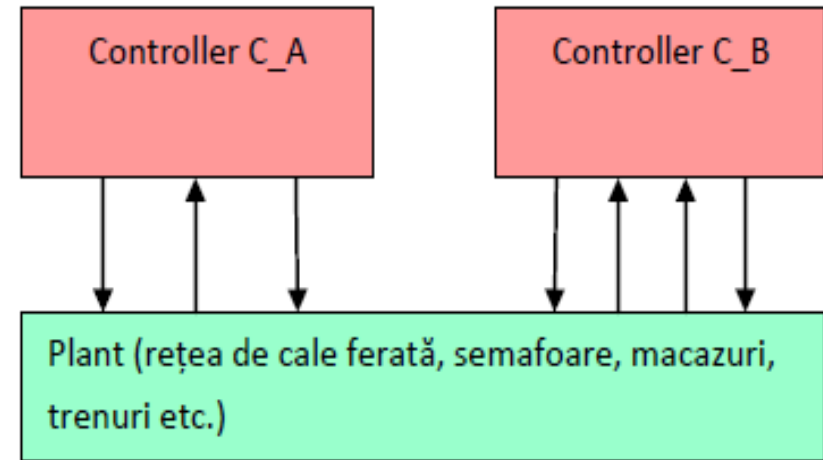 Controller C_A
Controller C_B
Plant (rețea de cale ferată, semafoare, macazuri,
trenuri etc.)